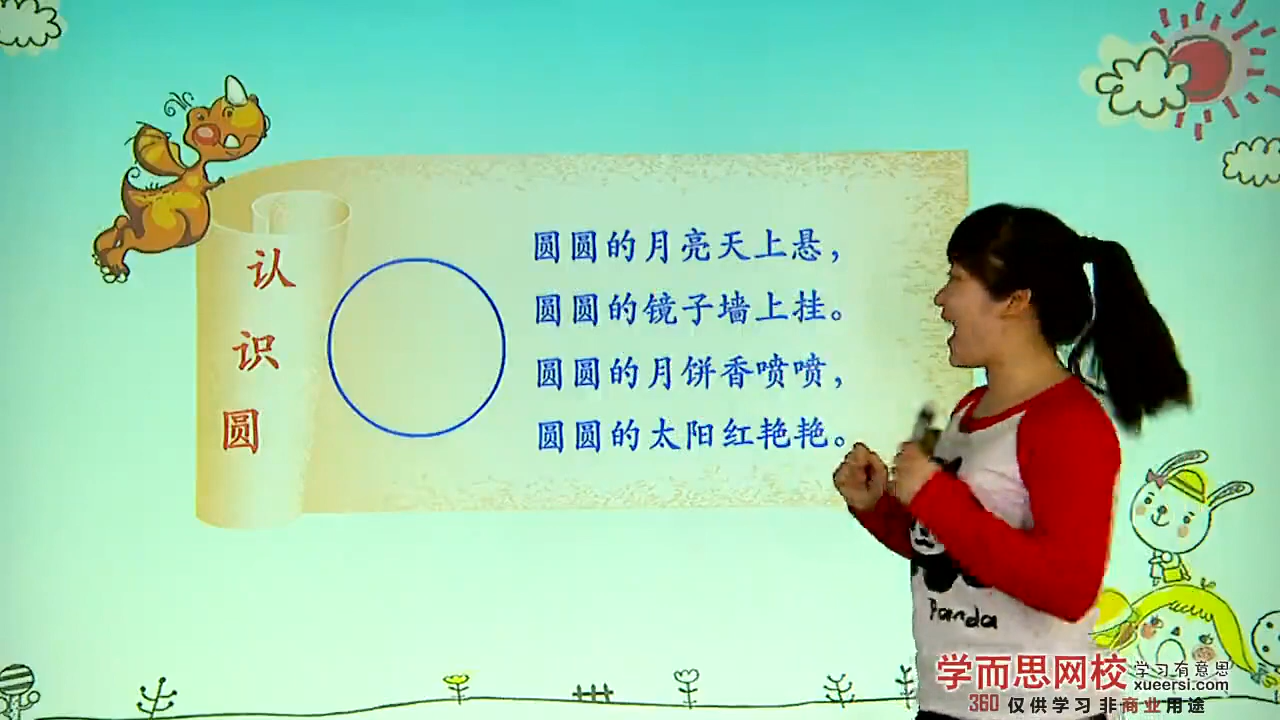 认
识
圆
圆圆的月亮天上悬，
圆圆的镜子墙上挂。
圆圆的月饼香喷喷，
圆圆的太阳红艳艳。
Panda
学而思网校 学习有意思
xueersi.com
360 仅供学习 非商业用途